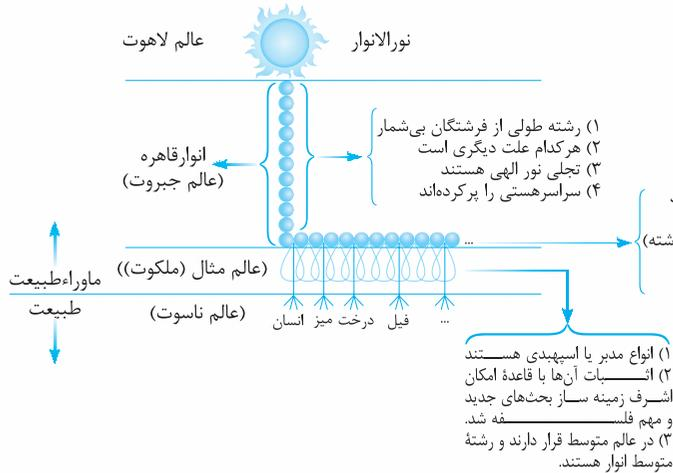 نورالانوار
عالم لاهوت
۱) رشته طولی از فرشتگان بی‌شمار
۲) هرکدام علت دیگری است
۳) تجلی نور الهی هستند
۴) سراسرهستی را پرکرده‌اند
انوارقاهره
(عالم جبروت)
...
شته)
(عالم مثال (ملکوت))
ماوراءطبیعت
طبیعت
(عالم ناسوت)
انسان میز درخت فیل ...
۱) انواع مدبر یا اسپهبدی هستند
۲) اثبات آن‌ها با قاعدهٔ امکان
اشرف زمینه ساز بحث‌های جدید
و مهم فلسفه شد.
۳) در عالم متوسط قرار دارند و رشتهٔ
متوسط انوار هستند.